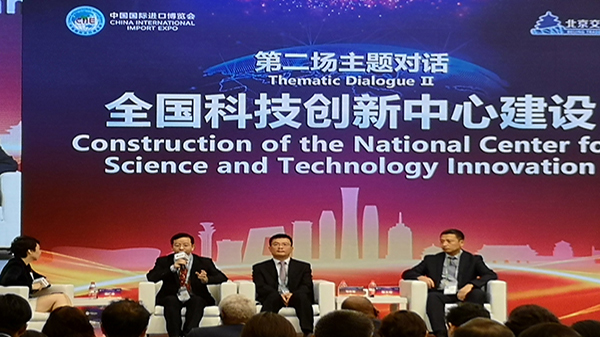 CIIE
中国国际进口博览会
CHINA INTERNATIONAL
IMPORT EXPO
北京交
第二场主题对话
Thematic Dialogue II
全国科技创新中心建设
Construction of the National Center fo
Science and Technology Innovation